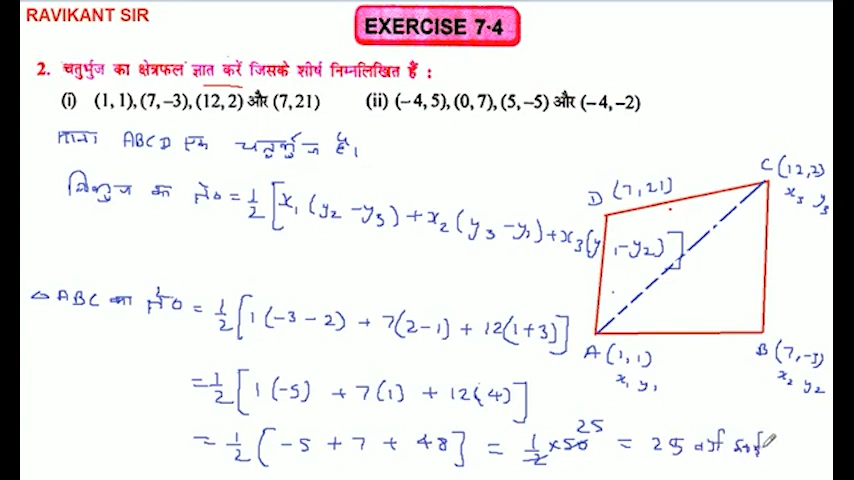 RAVIKANT SIR
EXERCISE 7·4
2. चतुर्भुज का क्षेत्रफल ज्ञात करें जिसके शीर्ष निम्नलिखित हैं :
(i) (1, 1), (7, –3), (12, 2) और (7, 21) (ii) (– 4, 5), (0, 7), (5, –5) और (– 4, –2)
माना ABCD एक चतुर्भुज है।
त्रिभुज का क्षे० = 1/2 [x₁ (y₂ – y₃) + x₂ (y₃ – y₁) + x₃ (y₁ – y₂)]
D (7, 21)
C (12, 2)
x₃ y₃
△ABC का क्षे० = 1/2 [1(–3 – 2) + 7(2 – 1) + 12(1 + 3)]
A (1, 1)
x₁ y₁
B (7, –3)
x₂ y₂
= 1/2 [1(–5) + 7(1) + 12(4)]
= 1/2 [–5 + 7 + 48] = 1/2 × 50 25 = 25 वर्ग